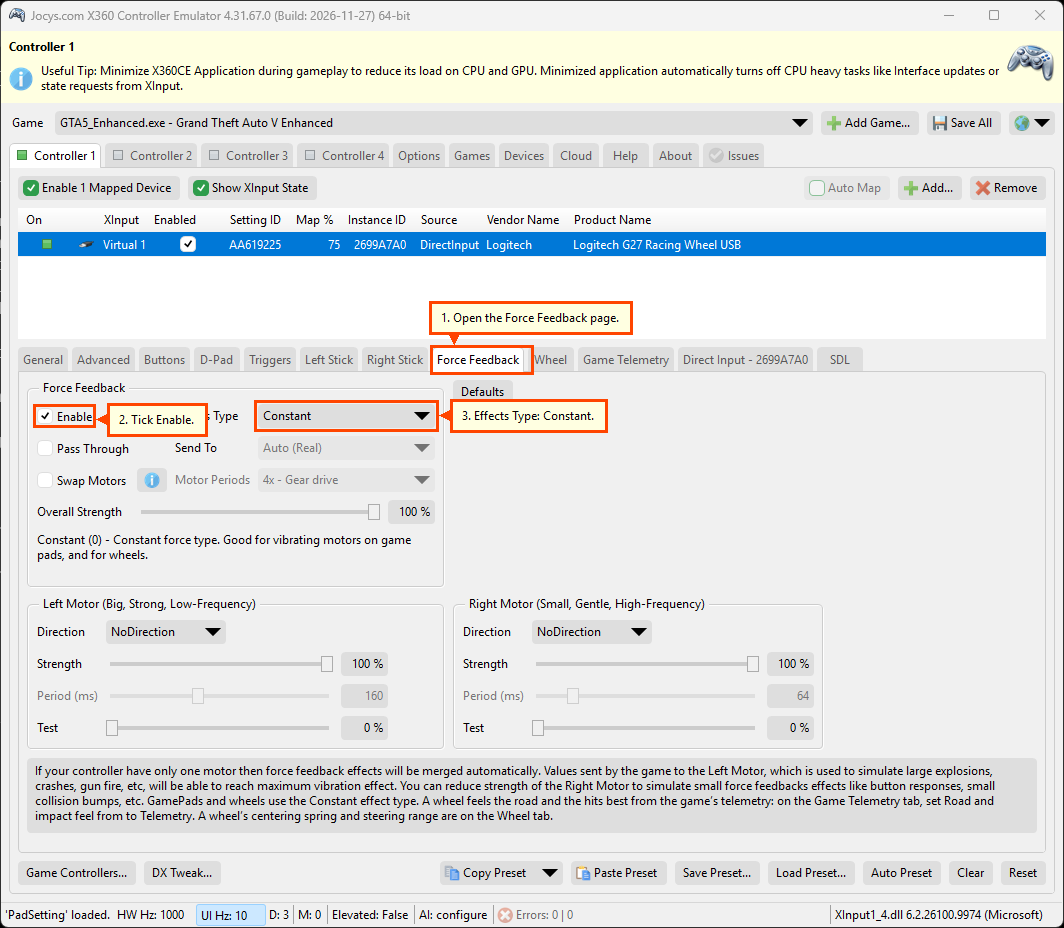 Jocys.com X360 Controller Emulator 4.31.67.0 (Build: 2026-11-27) 64-bit
Controller 1
Useful Tip: Minimize X360CE Application during gameplay to reduce its load on CPU and GPU. Minimized application automatically turns off CPU heavy tasks like Interface updates or
state requests from XInput.
Game GTA5_Enhanced.exe - Grand Theft Auto V Enhanced Add Game... Save All
Controller 1 Controller 2 Controller 3 Controller 4 Options Games Devices Cloud Help About Issues
Enable 1 Mapped Device Show XInput State Auto Map Add... Remove
On XInput Enabled Setting ID Map % Instance ID Source Vendor Name Product Name
Virtual 1 AA619225 75 2699A7A0 DirectInput Logitech Logitech G27 Racing Wheel USB
1. Open the Force Feedback page.
General Advanced Buttons D-Pad Triggers Left Stick Right Stick Force Feedback Wheel Game Telemetry Direct Input - 2699A7A0 SDL
Force Feedback Defaults
Enable 2. Tick Enable. s Type Constant 3. Effects Type: Constant.
Pass Through Send To Auto (Real)
Swap Motors Motor Periods 4x - Gear drive
Overall Strength 100 %
Constant (0) - Constant force type. Good for vibrating motors on game
pads, and for wheels.
Left Motor (Big, Strong, Low-Frequency) Right Motor (Small, Gentle, High-Frequency)
Direction NoDirection Direction NoDirection
Strength 100 % Strength 100 %
Period (ms) 160 Period (ms) 64
Test 0 % Test 0 %
If your controller have only one motor then force feedback effects will be merged automatically. Values sent by the game to the Left Motor, which is used to simulate large explosions,
crashes, gun fire, etc, will be able to reach maximum vibration effect. You can reduce strength of the Right Motor to simulate small force feedbacks effects like button responses, small
collision bumps, etc. GamePads and wheels use the Constant effect type. A wheel feels the road and the hits best from the game's telemetry: on the Game Telemetry tab, set Road and
impact feel from to Telemetry. A wheel's centering spring and steering range are on the Wheel tab.
Game Controllers... DX Tweak... Copy Preset Paste Preset Save Preset... Load Preset... Auto Preset Clear Reset
'PadSetting' loaded. HW Hz: 1000 UI Hz: 10 D: 3 M: 0 Elevated: False AI: configure Errors: 0 | 0 XInput1_4.dll 6.2.26100.9974 (Microsoft)